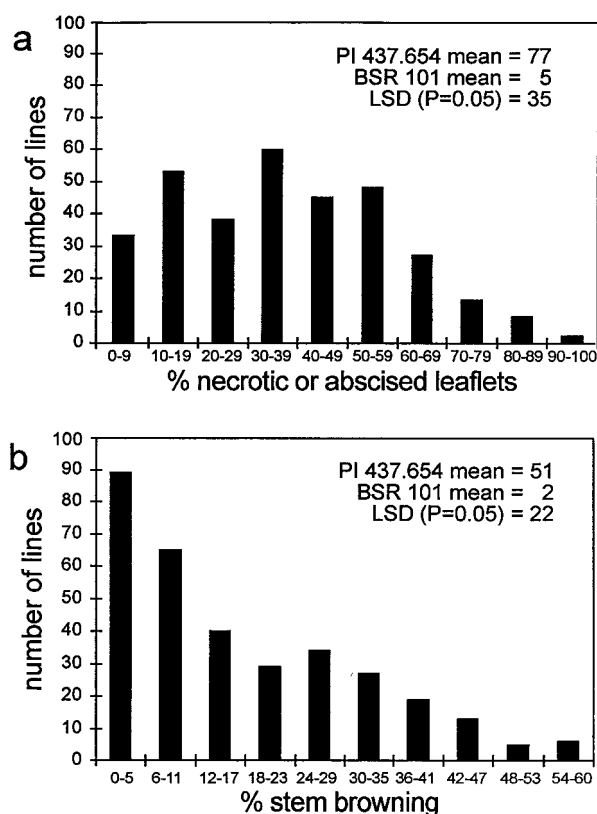 a
100
90
80
70
60
50
40
30
20
10
0
number of lines
PI 437.654 mean = 77
BSR 101 mean = 5
LSD (P=0.05) = 35
0-9 10-19 20-29 30-39 40-49 50-59 60-69 70-79 80-89 90-100
% necrotic or abscised leaflets
b
100
90
80
70
60
50
40
30
20
10
0
number of lines
PI 437.654 mean = 51
BSR 101 mean = 2
LSD (P=0.05) = 22
0-5 6-11 12-17 18-23 24-29 30-35 36-41 42-47 48-53 54-60
% stem browning